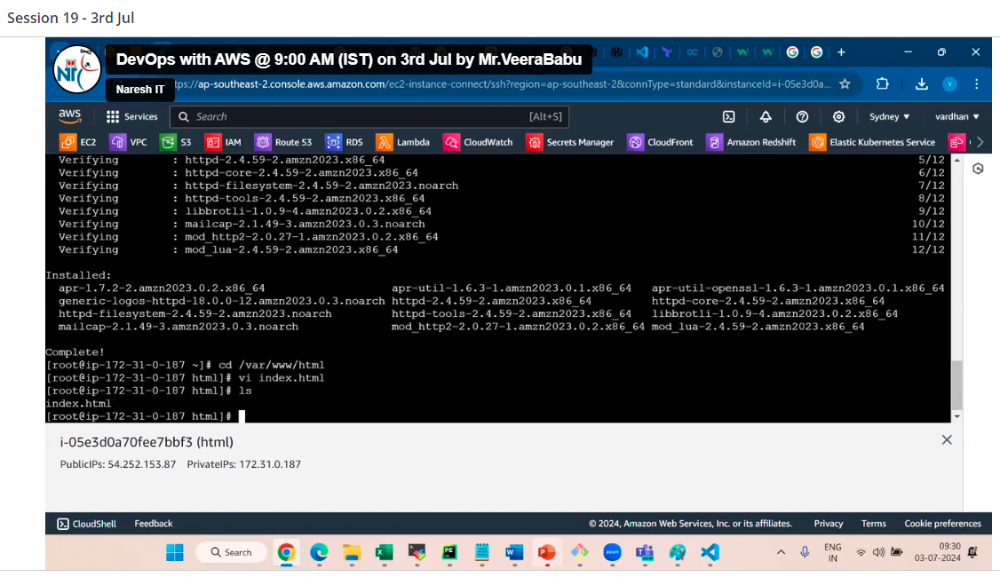 Session 19 - 3rd Jul
DevOps with AWS @ 9:00 AM (IST) on 3rd Jul by Mr.VeeraBabu
NiT
Naresh IT
tps://ap-southeast-2.console.aws.amazon.com/ec2-instance-connect/ssh?region=ap-southeast-2&connType=standard&instanceId=i-05e3d0a...
aws Services Search [Alt+S] Sydney ▼ vardhan ▼
EC2 VPC S3 IAM Route 53 RDS Lambda CloudWatch Secrets Manager CloudFront Amazon Redshift Elastic Kubernetes Service
Verifying : httpd-2.4.59-2.amzn2023.x86_64 5/12
Verifying : httpd-core-2.4.59-2.amzn2023.x86_64 6/12
Verifying : httpd-filesystem-2.4.59-2.amzn2023.noarch 7/12
Verifying : httpd-tools-2.4.59-2.amzn2023.x86_64 8/12
Verifying : libbrotli-1.0.9-4.amzn2023.0.2.x86_64 9/12
Verifying : mailcap-2.1.49-3.amzn2023.0.3.noarch 10/12
Verifying : mod_http2-2.0.27-1.amzn2023.0.2.x86_64 11/12
Verifying : mod_lua-2.4.59-2.amzn2023.x86_64 12/12
Installed:
apr-1.7.2-2.amzn2023.0.2.x86_64 apr-util-1.6.3-1.amzn2023.0.1.x86_64 apr-util-openssl-1.6.3-1.amzn2023.0.1.x86_64
generic-logos-httpd-18.0.0-12.amzn2023.0.3.noarch httpd-2.4.59-2.amzn2023.x86_64 httpd-core-2.4.59-2.amzn2023.x86_64
httpd-filesystem-2.4.59-2.amzn2023.noarch httpd-tools-2.4.59-2.amzn2023.x86_64 libbrotli-1.0.9-4.amzn2023.0.2.x86_64
mailcap-2.1.49-3.amzn2023.0.3.noarch mod_http2-2.0.27-1.amzn2023.0.2.x86_64 mod_lua-2.4.59-2.amzn2023.x86_64
Complete!
[root@ip-172-31-0-187 ~]# cd /var/www/html
[root@ip-172-31-0-187 html]# vi index.html
[root@ip-172-31-0-187 html]# ls
index.html
[root@ip-172-31-0-187 html]#
i-05e3d0a70fee7bbf3 (html)
PublicIPs: 54.252.153.87 PrivateIPs: 172.31.0.187
CloudShell Feedback © 2024, Amazon Web Services, Inc. or its affiliates. Privacy Terms Cookie preferences
Search
ENG
IN
09:30
03-07-2024